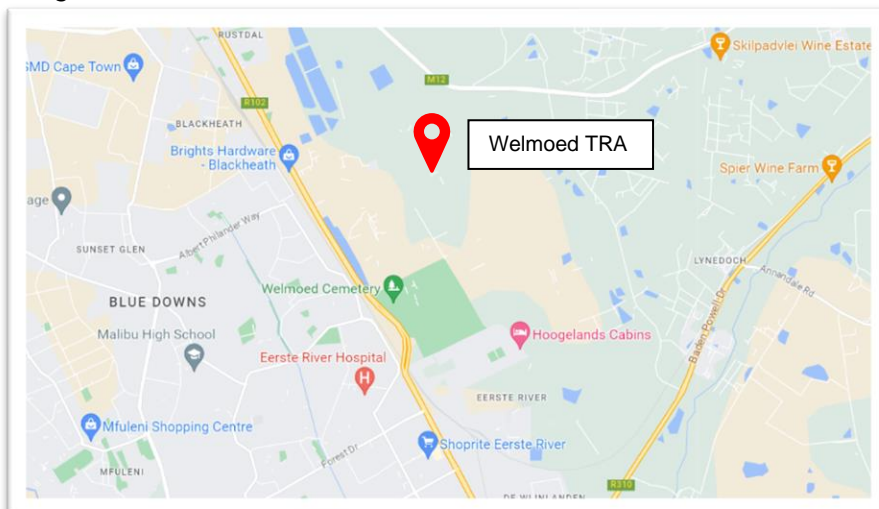 RUSTDAL
SMD Cape Town
Skilpadvlei Wine Estate
M12
R102
BLACKHEATH
Brights Hardware
- Blackheath
Welmoed TRA
Spier Wine Farm
age
Albert Philander Way
SUNSET GLEN
LYNEDOCH
Annandale Rd
Welmoed Cemetery
BLUE DOWNS
Baden Powell Dr
Malibu High School
Hoogelands Cabins
Eerste River Hospital
H
EERSTE RIVER
Mfuleni Shopping Centre
Shoprite Eerste River
Forest Dr
MFULENI
R310
DE WIJNLANDEN